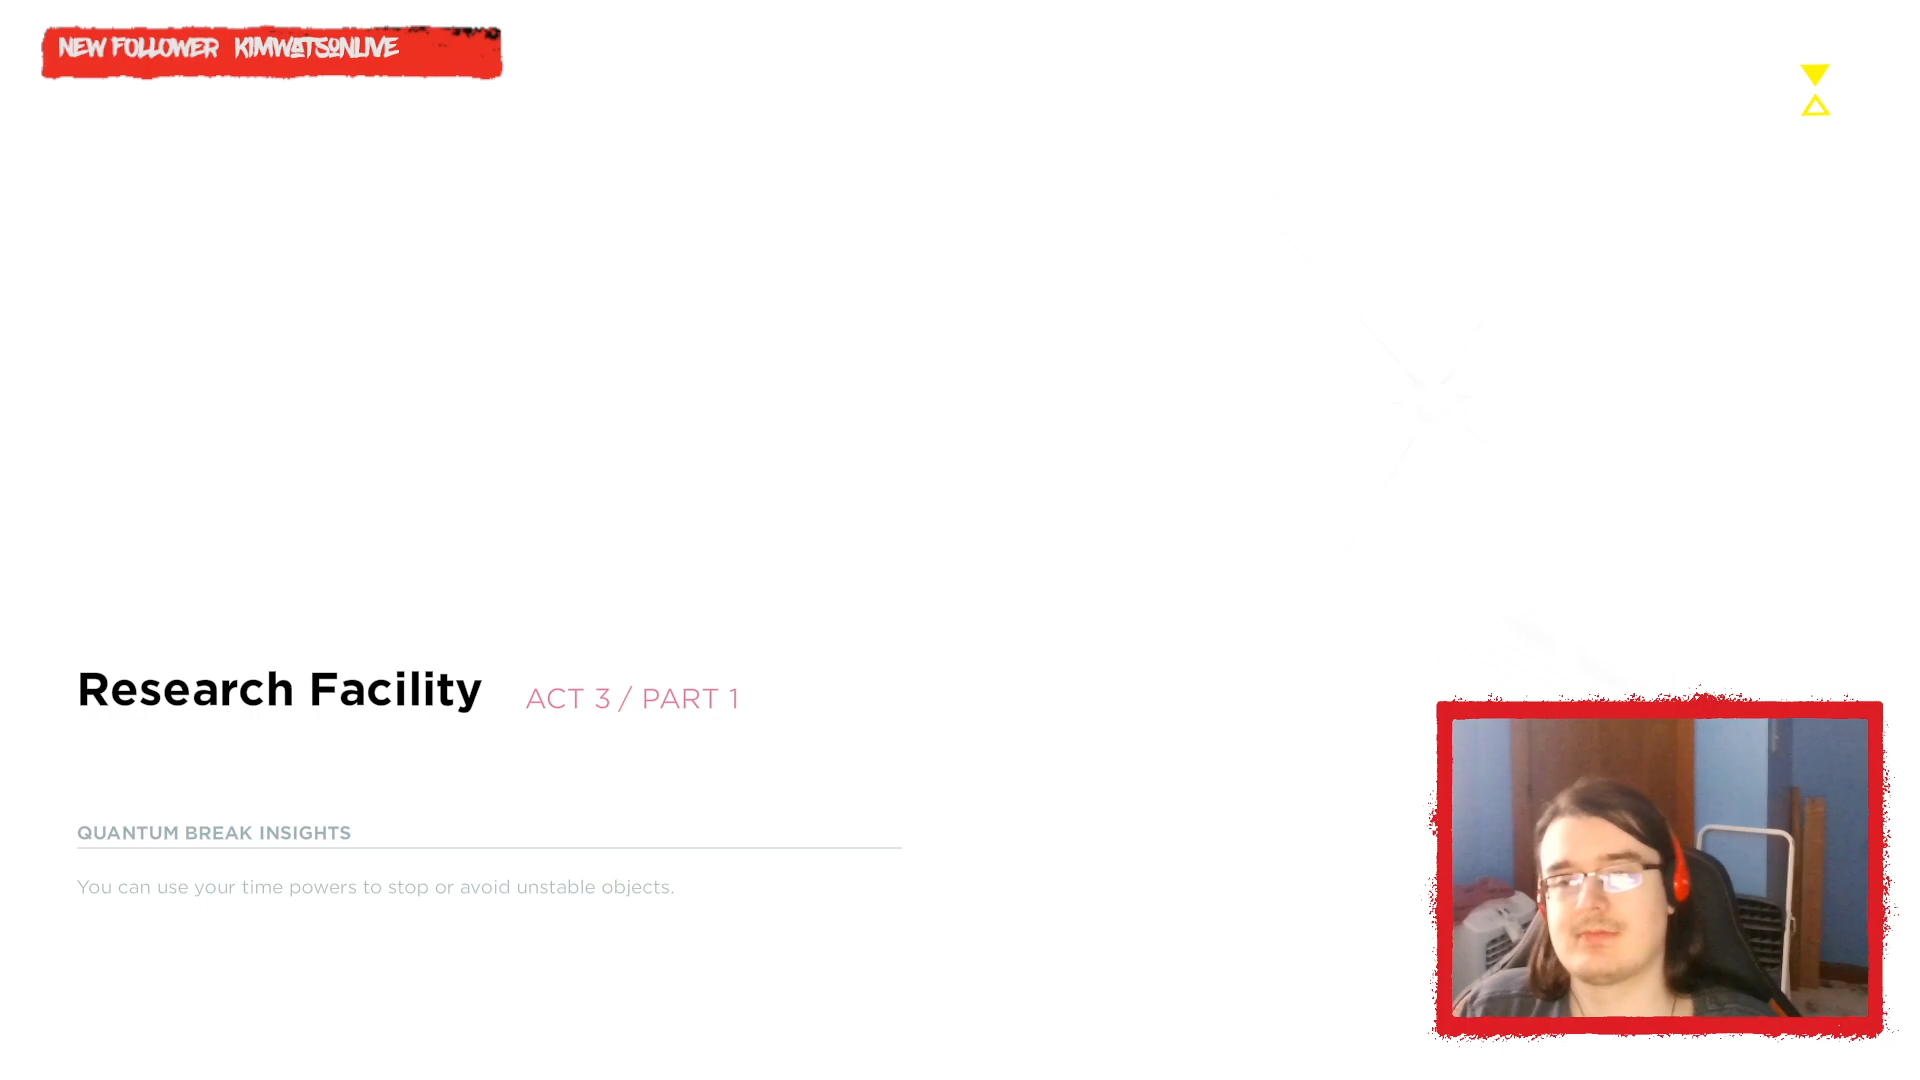 NEW FOLLOWER KIMWATSONLIVE
Research Facility ACT 3 / PART 1
QUANTUM BREAK INSIGHTS
You can use your time powers to stop or avoid unstable objects.